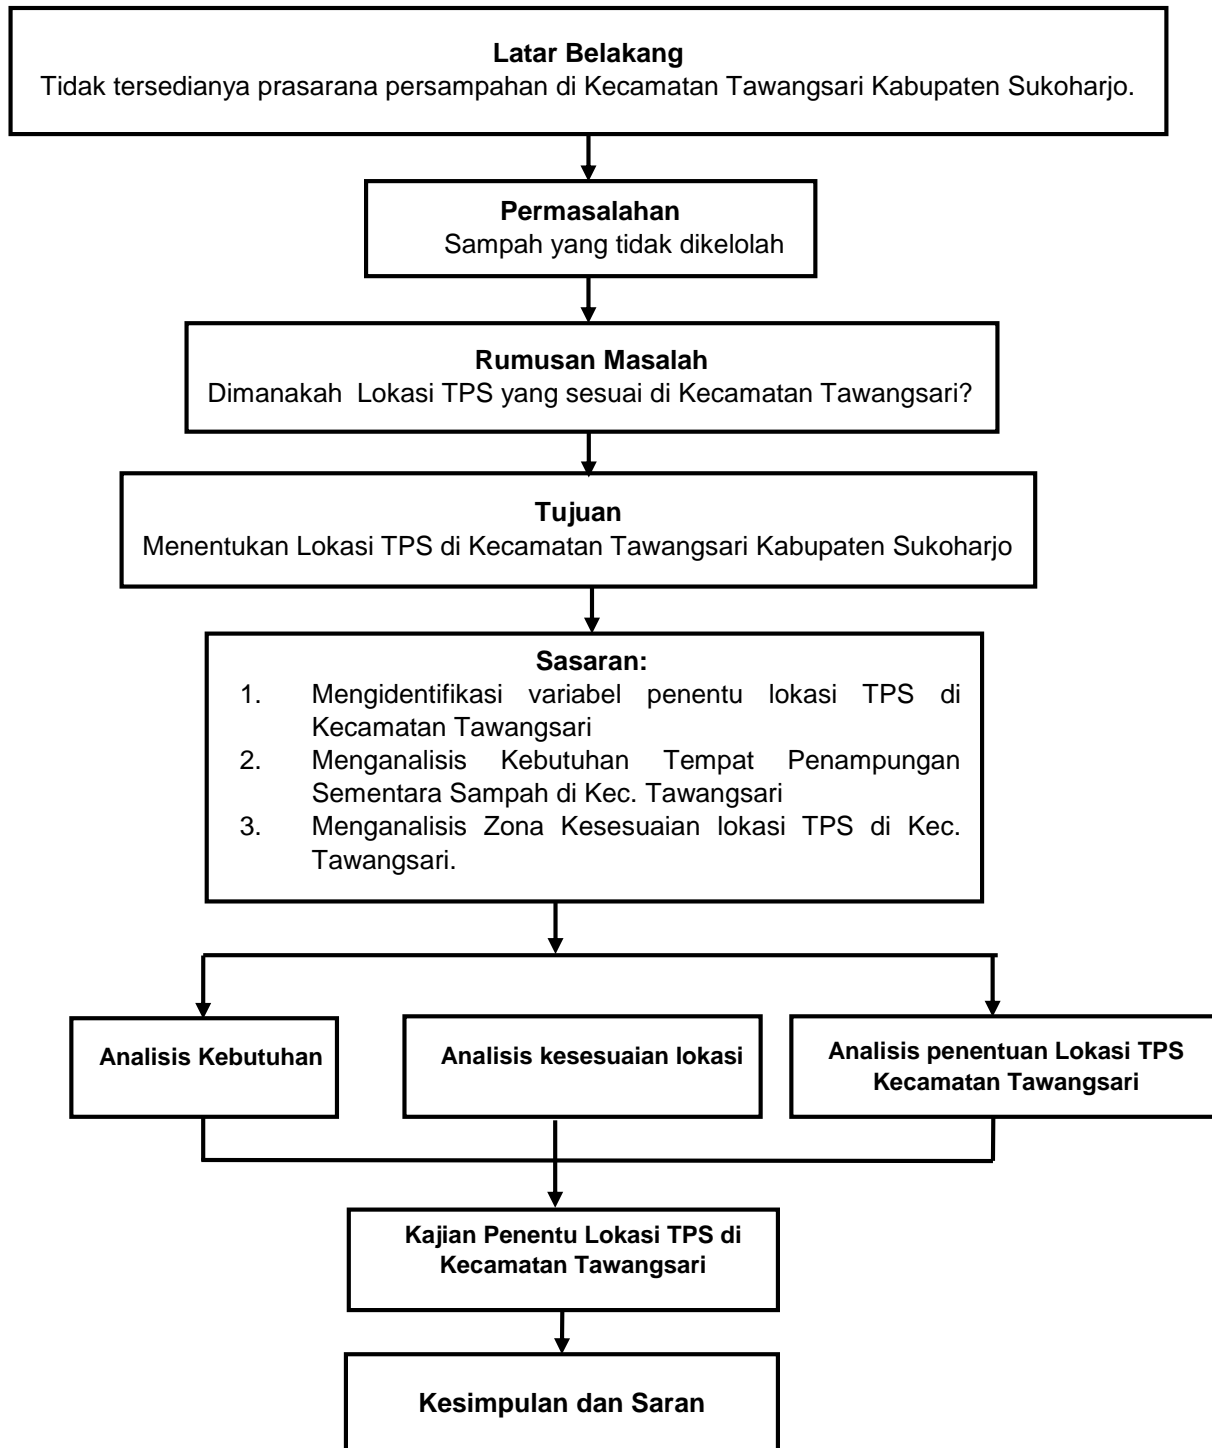 Latar Belakang
Tidak tersedianya prasarana persampahan di Kecamatan Tawangsari Kabupaten Sukoharjo.
Permasalahan
Sampah yang tidak dikelolah
Rumusan Masalah
Dimanakah Lokasi TPS yang sesuai di Kecamatan Tawangsari?
Tujuan
Menentukan Lokasi TPS di Kecamatan Tawangsari Kabupaten Sukoharjo
Sasaran:
1. Mengidentifikasi variabel penentu lokasi TPS di
Kecamatan Tawangsari
2. Menganalisis Kebutuhan Tempat Penampungan
Sementara Sampah di Kec. Tawangsari
3. Menganalisis Zona Kesesuaian lokasi TPS di Kec.
Tawangsari.
Analisis Kebutuhan
Analisis kesesuaian lokasi
Analisis penentuan Lokasi TPS
Kecamatan Tawangsari
Kajian Penentu Lokasi TPS di
Kecamatan Tawangsari
Kesimpulan dan Saran